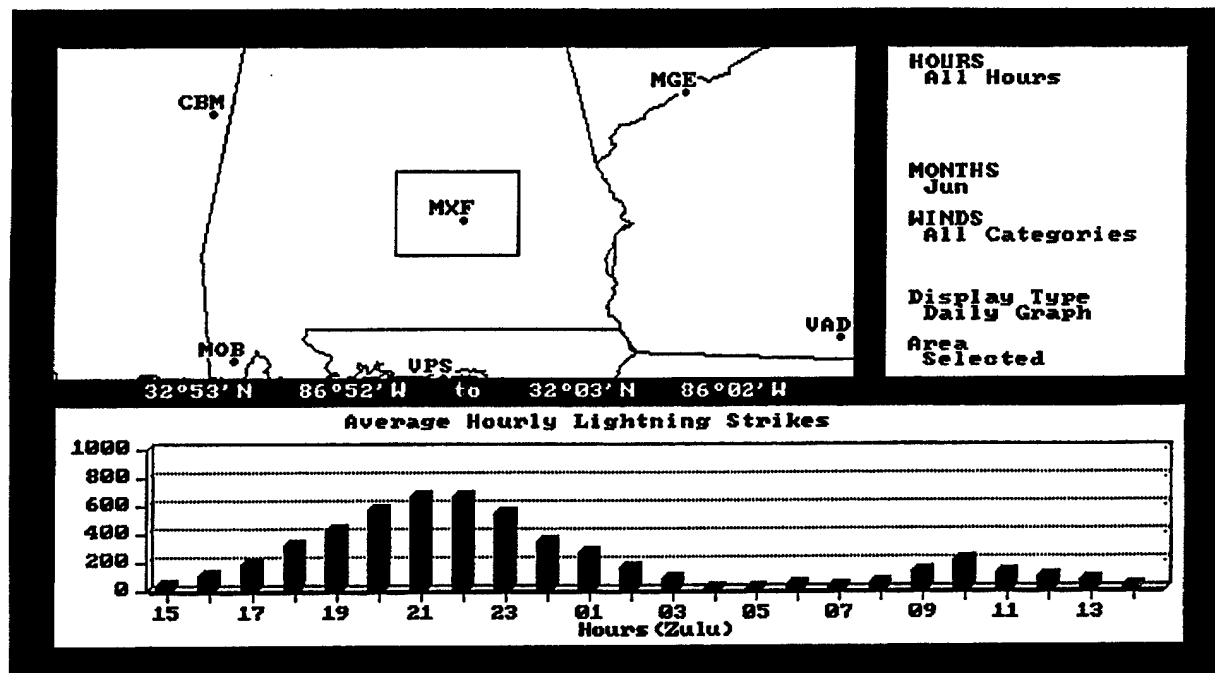 CBM
MGE
MXF
MOB
VPS
VAD
32°53'N 86°52'W to 32°03'N 86°02'W
HOURS
All Hours
MONTHS
Jun
WINDS
All Categories
Display Type
Daily Graph
Area
Selected
Average Hourly Lightning Strikes
1000
800
600
400
200
0
15 17 19 21 23 01 03 05 07 09 11 13
Hours(Zulu)